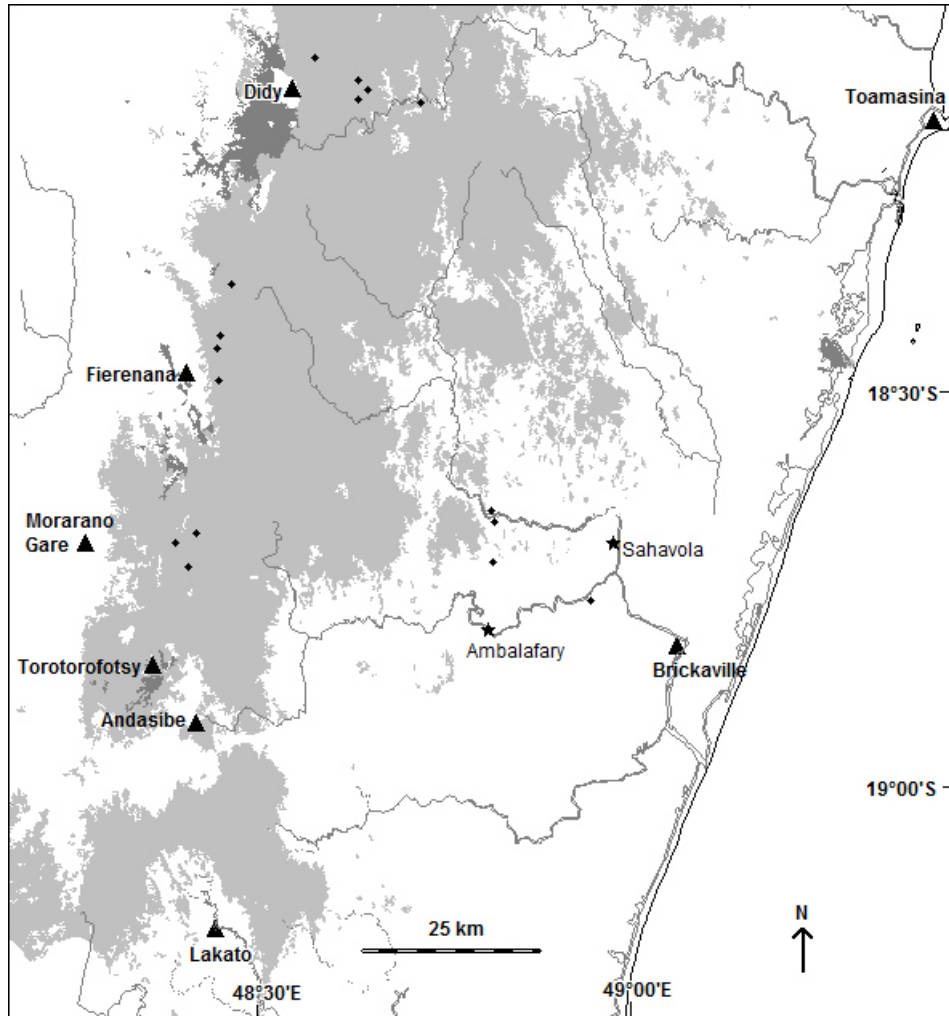 Didy
Toamasina
Fierenana
18°30'S
Morarano
Gare
Sahavola
Ambalafary
Torotorofotsy
Brickaville
Andasibe
19°00'S
25 km
N
Lakato
48°30'E
49°00'E